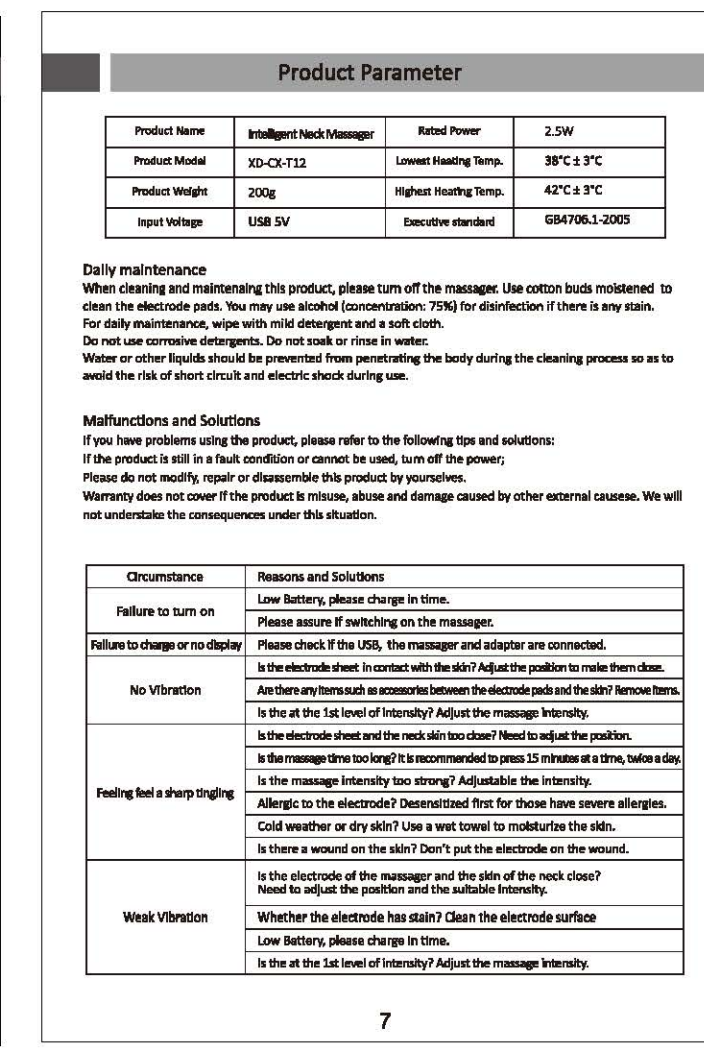 Product Parameter
Product Name Intelligent Neck Massager Rated Power 2.5W
Product Model XD-CX-T12 Lowest Heating Temp. 38°C ± 3°C
Product Weight 200g Highest Heating Temp. 42°C ± 3°C
Input Voltage USB 5V Executive standard GB4706.1-2005
Daily maintenance
When cleaning and maintenaing this product, please turn off the massager. Use cotton buds moistened to
clean the electrode pads. You may use alcohol (concentration: 75%) for disinfection if there is any stain.
For daily maintenance, wipe with mild detergent and a soft cloth.
Do not use corrosive detergents. Do not soak or rinse in water.
Water or other liquids should be prevented from penetrating the body during the cleaning process so as to
avoid the risk of short circuit and electric shock during use.
Malfunctions and Solutions
If you have problems using the product, please refer to the following tips and solutions:
If the product is still in a fault condition or cannot be used, turn off the power;
Please do not modify, repair or disassemble this product by yourselves.
Warranty does not cover if the product is misuse, abuse and damage caused by other external causese. We will
not understake the consequences under this situation.
Circumstance Reasons and Solutions
Failure to turn on
Low Battery, please charge in time.
Please assure if switching on the massager.
Failure to charge or no display Please check if the USB, the massager and adapter are connected.
No Vibration
Is the electrode sheet in contact with the skin? Adjust the position to make them close.
Are there any items such as accessories between the electrode pads and the skin? Remove items.
Is the at the 1st level of intensity? Adjust the massage intensity.
Feeling feel a sharp tingling
Is the electrode sheet and the neck skin too close? Need to adjust the position.
Is the massage time too long? It is recommended to press 15 minutes at a time, twice a day.
Is the massage intensity too strong? Adjustable the intensity.
Allergic to the electrode? Desensitized first for those have severe allergies.
Cold weather or dry skin? Use a wet towel to moisturize the skin.
Is there a wound on the skin? Don't put the electrode on the wound.
Weak Vibration
Is the electrode of the massager and the skin of the neck close?
Need to adjust the position and the suitable intensity.
Whether the electrode has stain? Clean the electrode surface
Low Battery, please charge in time.
Is the at the 1st level of intensity? Adjust the massage intensity.
7